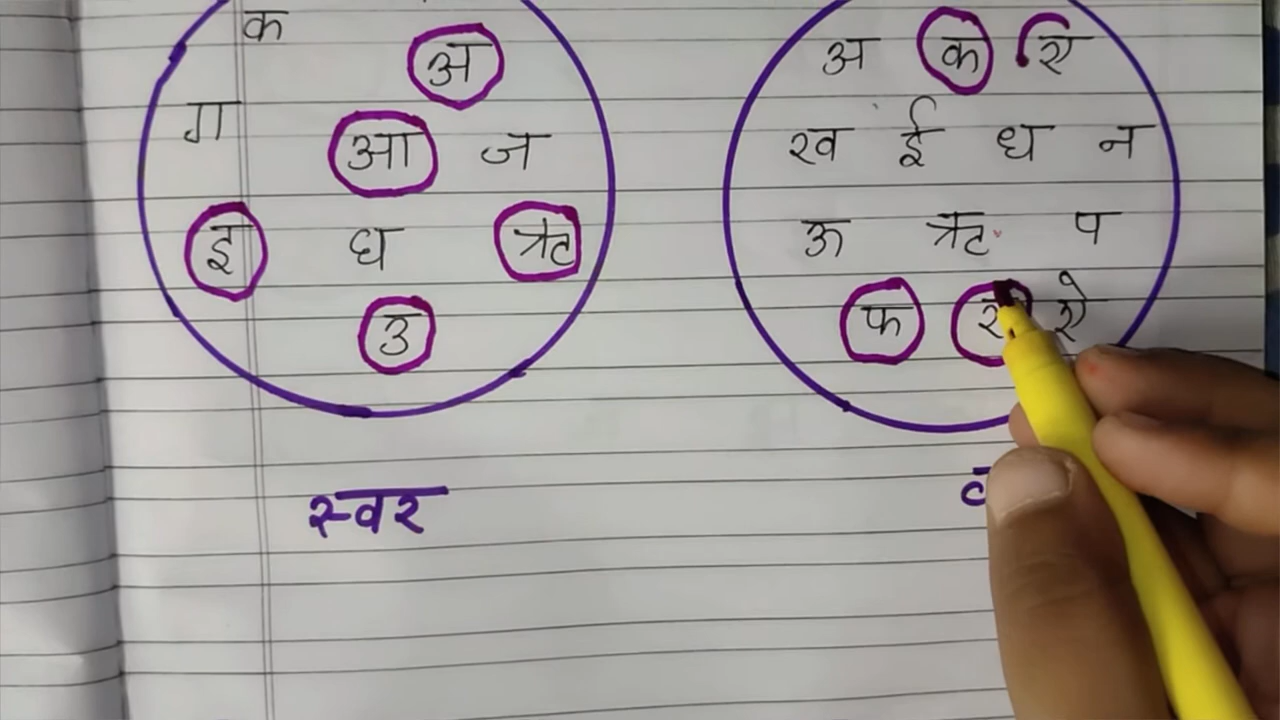 क
अ
ग
आ ज
इ ध ऋ
उ
स्वर
अ क ए
ख ई ध न
ऊ ऋ प
फ ऐ